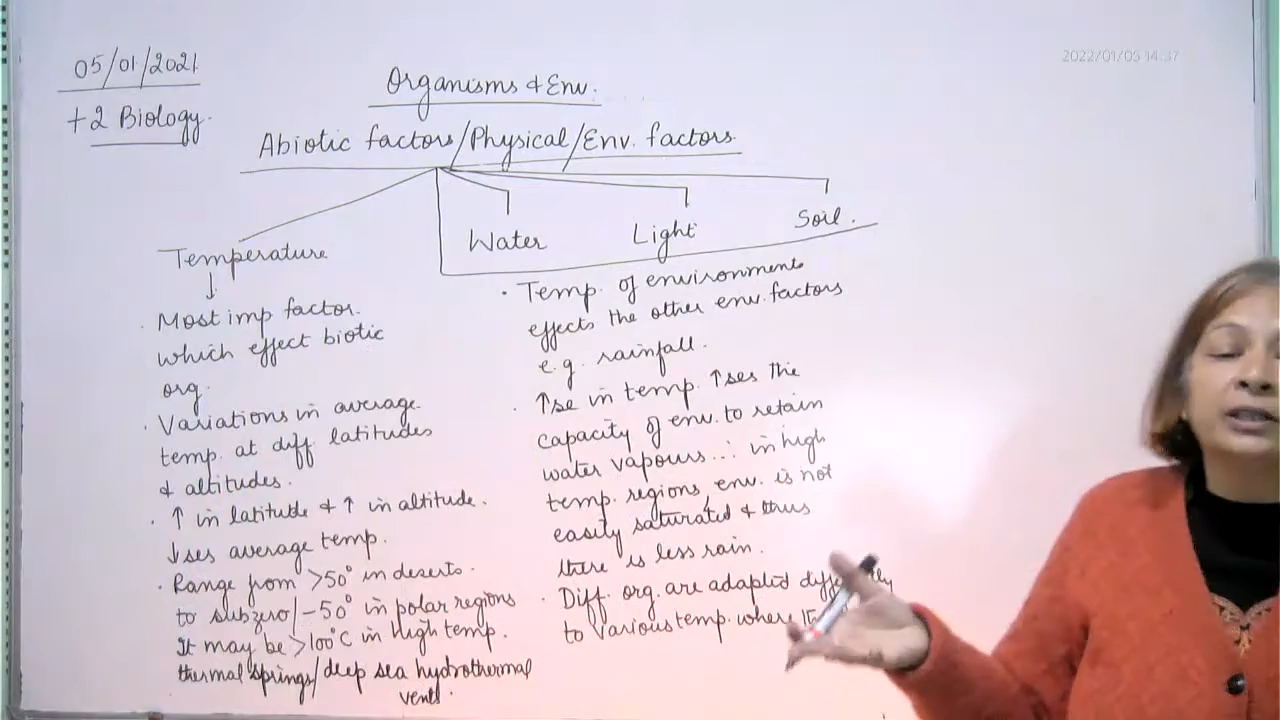 05/01/2021
+2 Biology.
2022/01/05 14:37
Organisms & Env.
Abiotic factors/Physical/Env. factors.
Temperature
Water
Light
Soil.
↓
. Most imp factor.
which effect biotic
org.
. Variations in average
temp. at diff latitudes
& altitudes.
. ↑ in latitude & ↑ in altitude.
↓ses average temp.
. Range from >50° in deserts.
to subzero/-50° in polar regions
It may be >100°C in high temp.
thermal springs/deep sea hydrothermal
vents.
. Temp. of environments
effects the other env. factors
e.g. rainfall.
. ↑se in temp. ↑ses the
capacity of env. to retain
water vapours... in high
temp. regions, env. is not
easily saturated & thus
there is less rain.
. Diff. org. are adapted differently
to various temp. where